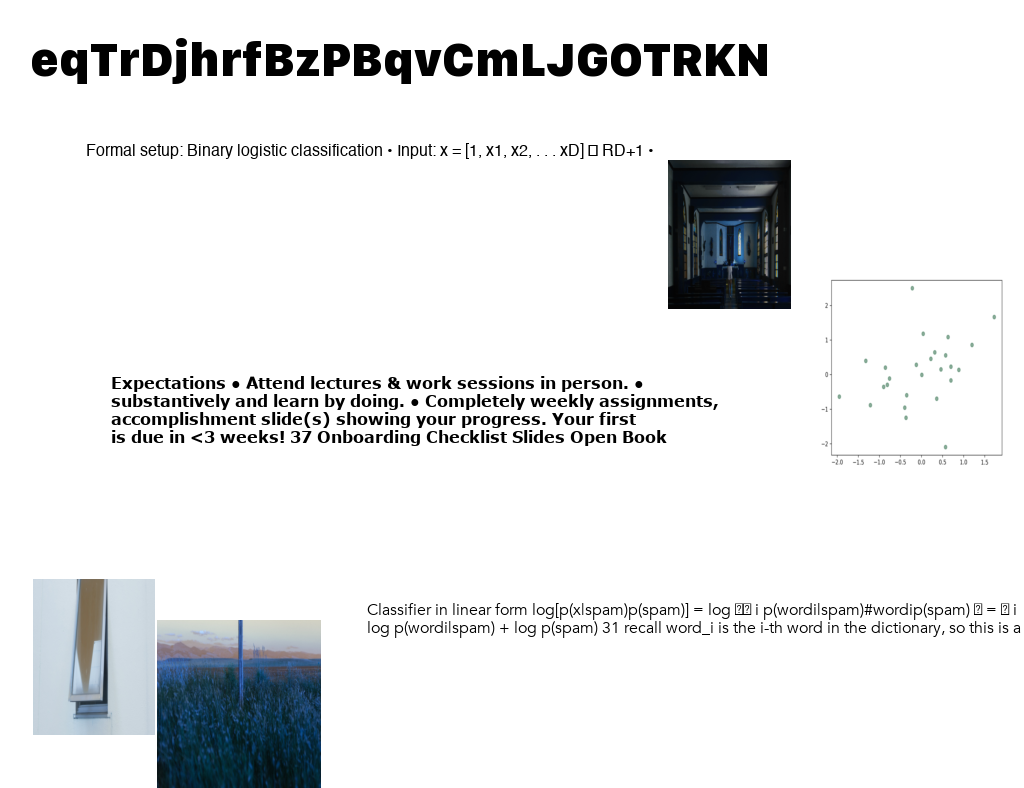 eqTrDjhrfBzPBqvCmLJGOTRKN
Formal setup: Binary logistic classification • Input: x = [1, x1, x2, . . . xD] RD+1 •
Expectations ● Attend lectures & work sessions in person. ●
substantively and learn by doing. ● Completely weekly assignments,
accomplishment slide(s) showing your progress. Your first
is due in <3 weeks! 37 Onboarding Checklist Slides Open Book
2
1
0
−1
−2
−2.0 −1.5 −1.0 −0.5 0.0 0.5 1.0 1.5
Classifier in linear form log[p(x|spam)p(spam)] = log i p(wordi|spam)#wordip(spam) = i
log p(wordi|spam) + log p(spam) 31 recall word_i is the i-th word in the dictionary, so this is a